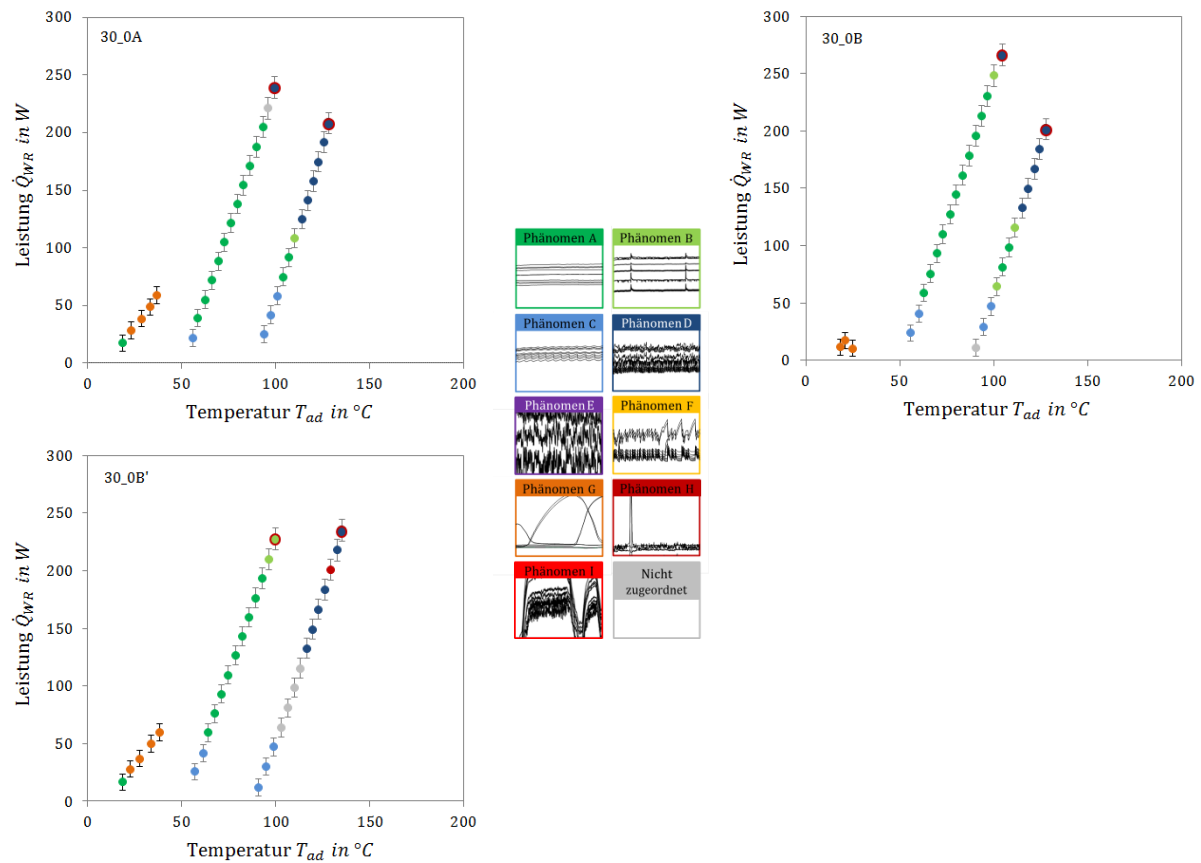 30_0A
300
250
200
150
100
50
0
0 50 100 150 200
Leistung Q̇WR in W
Temperatur Tad in °C
30_0B
300
250
200
150
100
50
0
0 50 100 150 200
Leistung Q̇WR in W
Temperatur Tad in °C
Phänomen A
Phänomen B
Phänomen C
Phänomen D
Phänomen E
Phänomen F
Phänomen G
Phänomen H
Phänomen I
Nicht
zugeordnet
30_0B'
300
250
200
150
100
50
0
0 50 100 150 200
Leistung Q̇WR in W
Temperatur Tad in °C